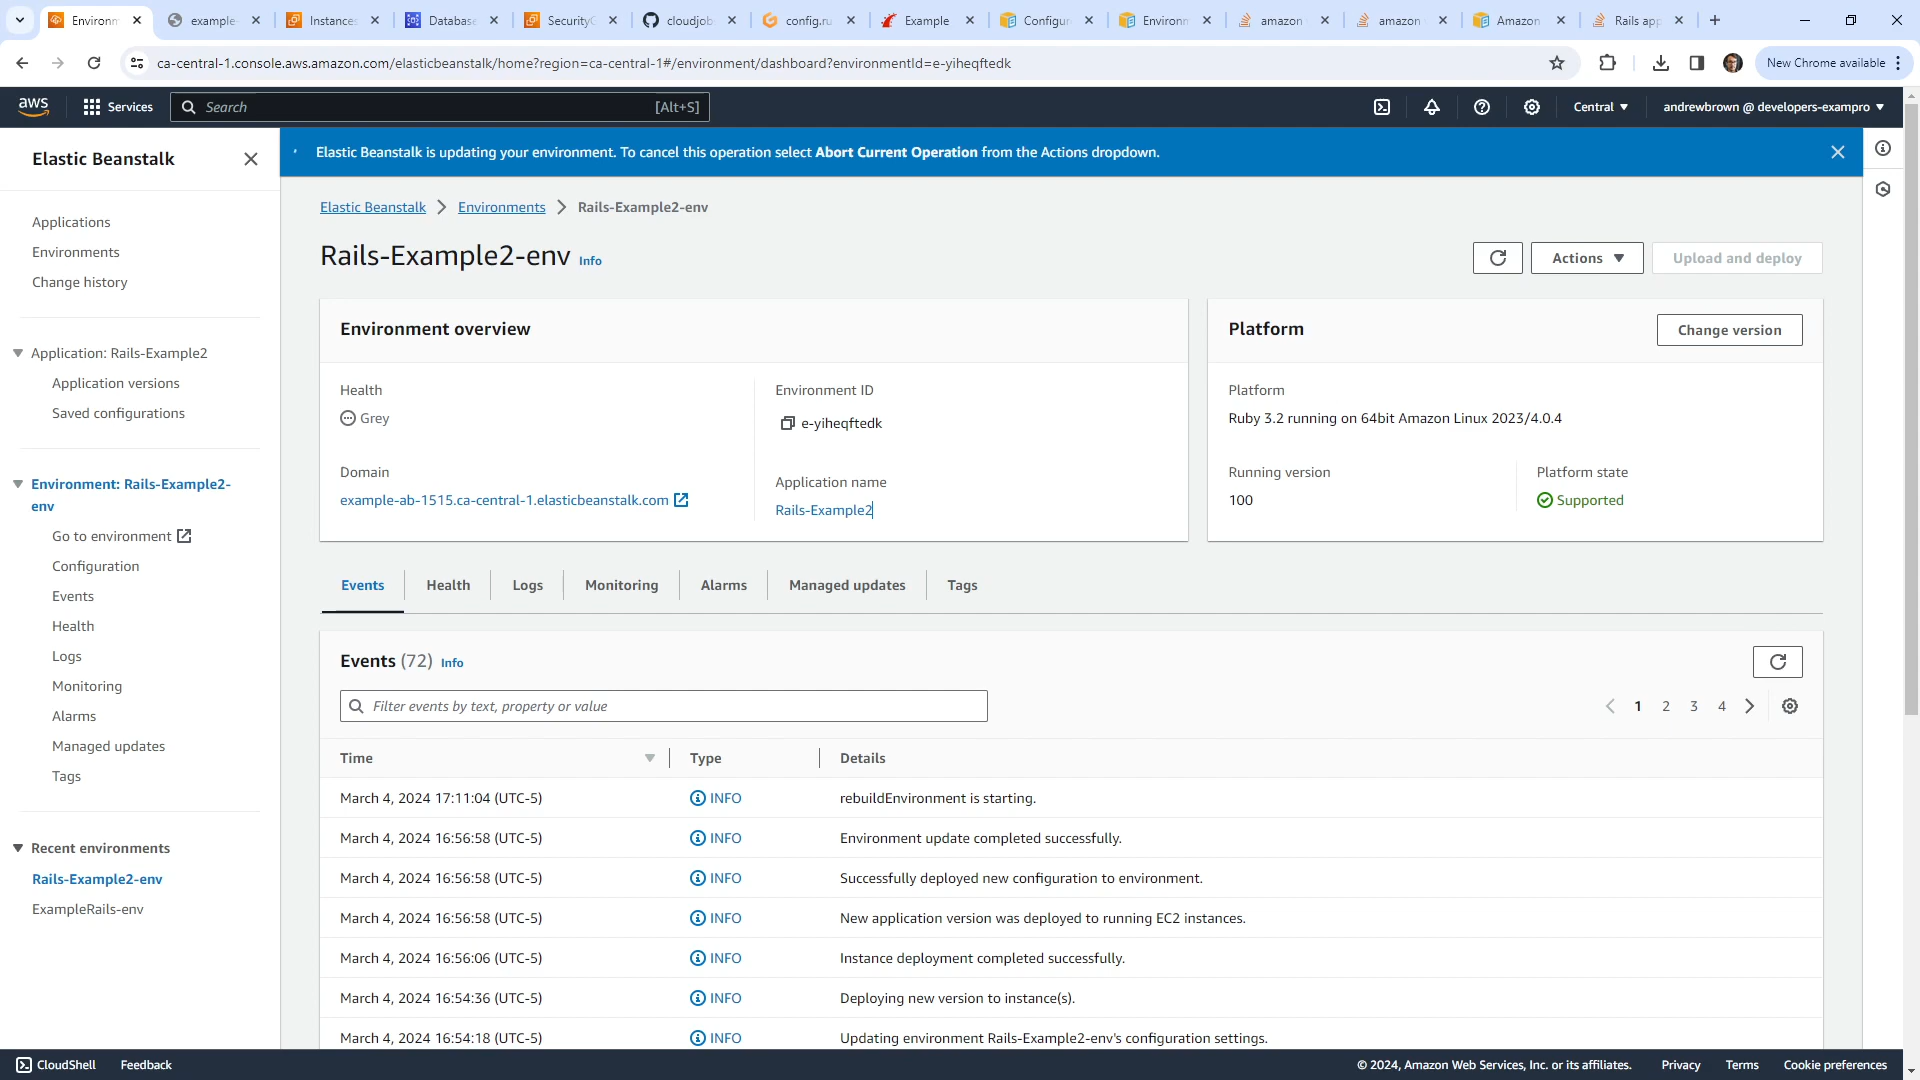 Environm
example-
Instances
Database
SecurityG
cloudjob
config.ru
Example
Configur
Environm
amazon
amazon
Amazon
Rails app
ca-central-1.console.aws.amazon.com/elasticbeanstalk/home?region=ca-central-1#/environment/dashboard?environmentId=e-yiheqftedk
New Chrome available
aws
Services
Search
[Alt+S]
Central
andrewbrown @ developers-exampro
Elastic Beanstalk
Applications
Environments
Change history
Application: Rails-Example2
Application versions
Saved configurations
Environment: Rails-Example2-
env
Go to environment
Configuration
Events
Health
Logs
Monitoring
Alarms
Managed updates
Tags
Recent environments
Rails-Example2-env
ExampleRails-env
Elastic Beanstalk is updating your environment. To cancel this operation select Abort Current Operation from the Actions dropdown.
Elastic Beanstalk
Environments
Rails-Example2-env
Rails-Example2-env Info
Actions
Upload and deploy
Environment overview
Health
Grey
Environment ID
e-yiheqftedk
Domain
example-ab-1515.ca-central-1.elasticbeanstalk.com
Application name
Rails-Example2
Platform
Change version
Platform
Ruby 3.2 running on 64bit Amazon Linux 2023/4.0.4
Running version
100
Platform state
Supported
Events
Health
Logs
Monitoring
Alarms
Managed updates
Tags
Events (72) Info
Filter events by text, property or value
1 2 3 4
Time Type Details
March 4, 2024 17:11:04 (UTC-5) INFO rebuildEnvironment is starting.
March 4, 2024 16:56:58 (UTC-5) INFO Environment update completed successfully.
March 4, 2024 16:56:58 (UTC-5) INFO Successfully deployed new configuration to environment.
March 4, 2024 16:56:58 (UTC-5) INFO New application version was deployed to running EC2 instances.
March 4, 2024 16:56:06 (UTC-5) INFO Instance deployment completed successfully.
March 4, 2024 16:54:36 (UTC-5) INFO Deploying new version to instance(s).
March 4, 2024 16:54:18 (UTC-5) INFO Updating environment Rails-Example2-env's configuration settings.
CloudShell
Feedback
© 2024, Amazon Web Services, Inc. or its affiliates.
Privacy
Terms
Cookie preferences